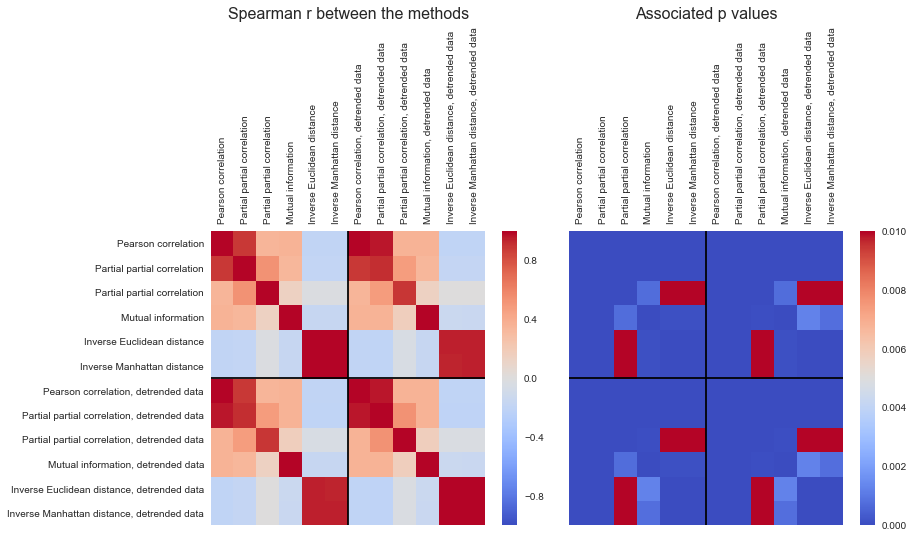 Spearman r between the methods
Associated p values
Pearson correlation
Partial partial correlation
Partial partial correlation
Mutual information
Inverse Euclidean distance
Inverse Manhattan distance
Pearson correlation, detrended data
Partial partial correlation, detrended data
Partial partial correlation, detrended data
Mutual information, detrended data
Inverse Euclidean distance, detrended data
Inverse Manhattan distance, detrended data
Pearson correlation
Partial partial correlation
Partial partial correlation
Mutual information
Inverse Euclidean distance
Inverse Manhattan distance
Pearson correlation, detrended data
Partial partial correlation, detrended data
Partial partial correlation, detrended data
Mutual information, detrended data
Inverse Euclidean distance, detrended data
Inverse Manhattan distance, detrended data
Pearson correlation
Partial partial correlation
Partial partial correlation
Mutual information
Inverse Euclidean distance
Inverse Manhattan distance
Pearson correlation, detrended data
Partial partial correlation, detrended data
Partial partial correlation, detrended data
Mutual information, detrended data
Inverse Euclidean distance, detrended data
Inverse Manhattan distance, detrended data
0.8
0.4
0.0
−0.4
−0.8
0.010
0.008
0.006
0.004
0.002
0.000